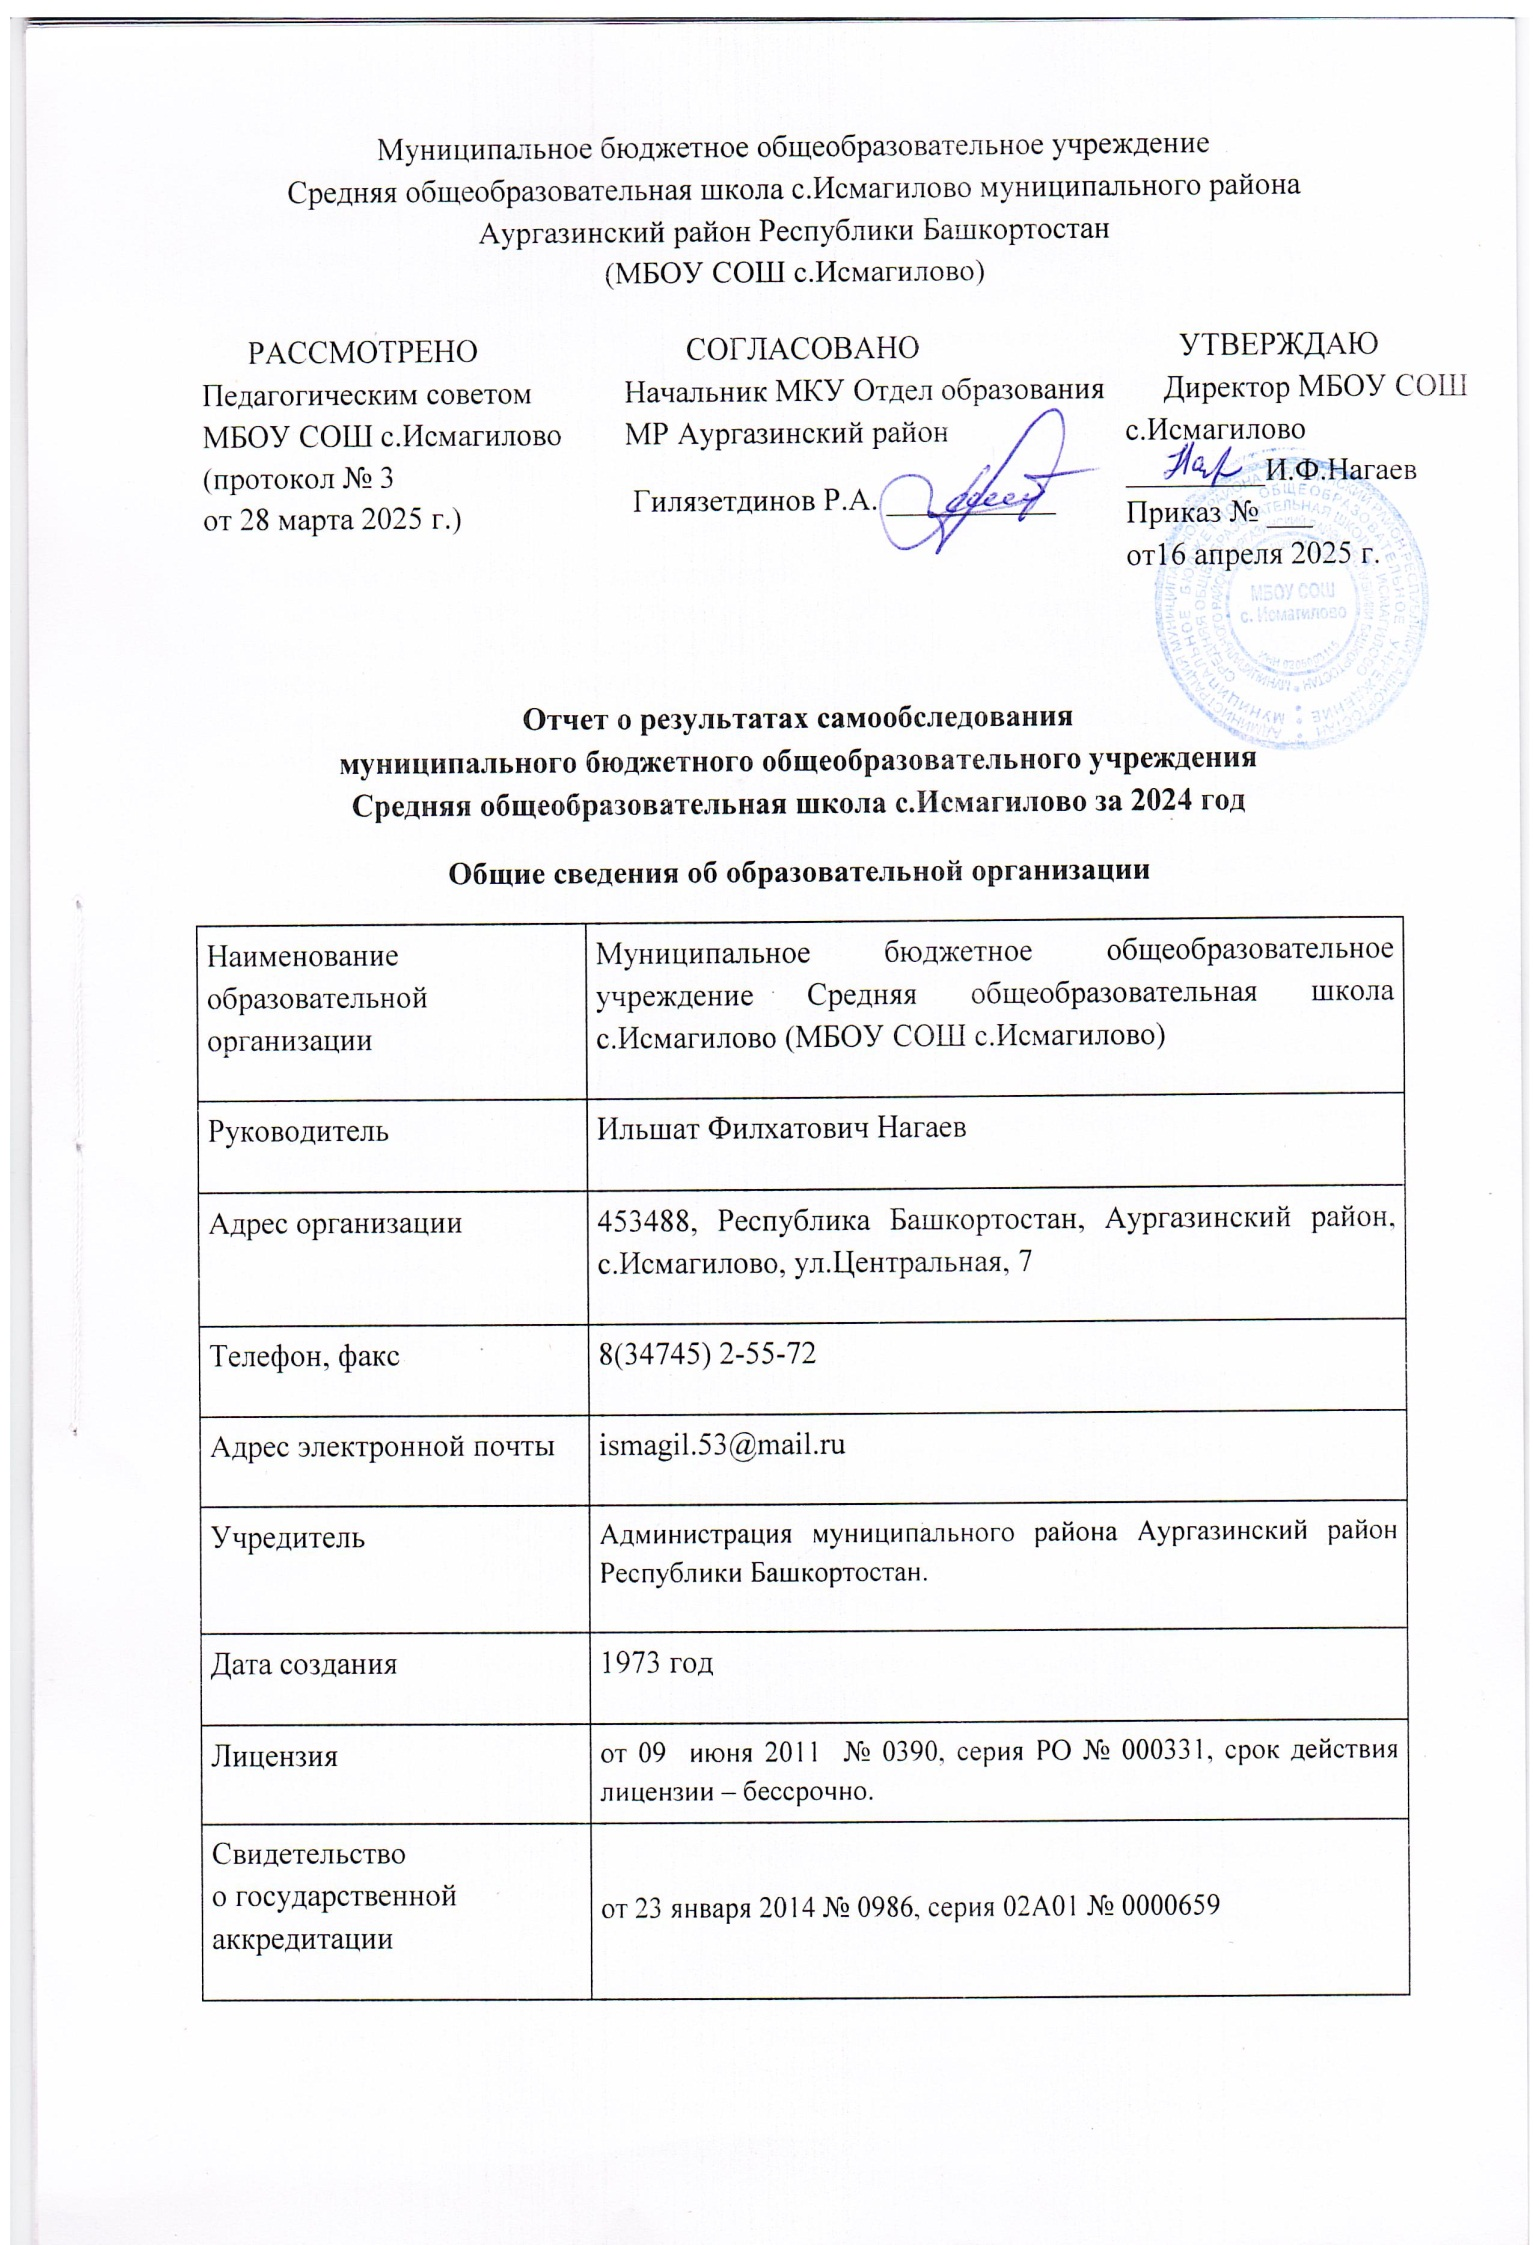 Муниципальное бюджетное общеобразовательное учреждение
Средняя общеобразовательная школа с.Исмагилово муниципального района
Аургазинский район Республики Башкортостан
(МБОУ СОШ с.Исмагилово)
РАССМОТРЕНО
Педагогическим советом
МБОУ СОШ с.Исмагилово
(протокол № 3
от 28 марта 2025 г.)
СОГЛАСОВАНО
Начальник МКУ Отдел образования
МР Аургазинский район
Гилязетдинов Р.А.
УТВЕРЖДАЮ
Директор МБОУ СОШ
с.Исмагилово
И.Ф.Нагаев
Приказ № ___
от16 апреля 2025 г.
МБОУ СОШ
с. Исмагилово
Отчет о результатах самообследования
муниципального бюджетного общеобразовательного учреждения
Средняя общеобразовательная школа с.Исмагилово за 2024 год
Общие сведения об образовательной организации
Наименование
образовательной
организации
Муниципальное бюджетное общеобразовательное
учреждение Средняя общеобразовательная школа
с.Исмагилово (МБОУ СОШ с.Исмагилово)
Руководитель
Ильшат Филхатович Нагаев
Адрес организации
453488, Республика Башкортостан, Аургазинский район,
с.Исмагилово, ул.Центральная, 7
Телефон, факс
8(34745) 2-55-72
Адрес электронной почты
ismagil.53@mail.ru
Учредитель
Администрация муниципального района Аургазинский район
Республики Башкортостан.
Дата создания
1973 год
Лицензия
от 09 июня 2011 № 0390, серия РО № 000331, срок действия
лицензии – бессрочно.
Свидетельство
о государственной
аккредитации
от 23 января 2014 № 0986, серия 02А01 № 0000659